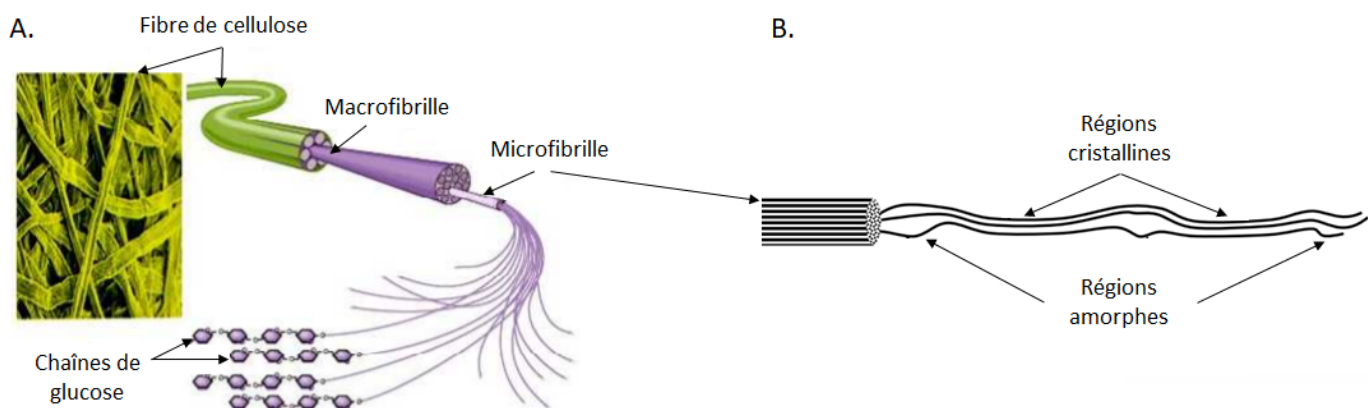 A.
Fibre de cellulose
Macrofibrille
Microfibrille
Chaînes de
glucose
B.
Régions
cristallines
Régions
amorphes